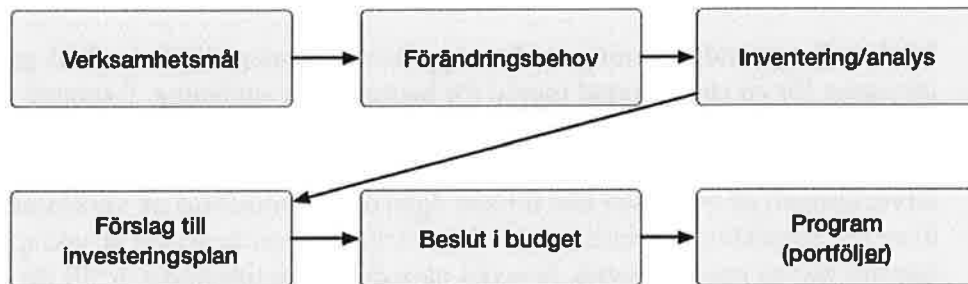 Verksamhetsmål
Förändringsbehov
Inventering/analys
Förslag till
investeringsplan
Beslut i budget
Program
(portföljer)